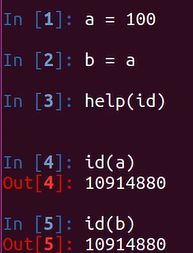 In [1]: a = 100
In [2]: b = a
In [3]: help(id)
In [4]: id(a)
Out[4]: 10914880
In [5]: id(b)
Out[5]: 10914880